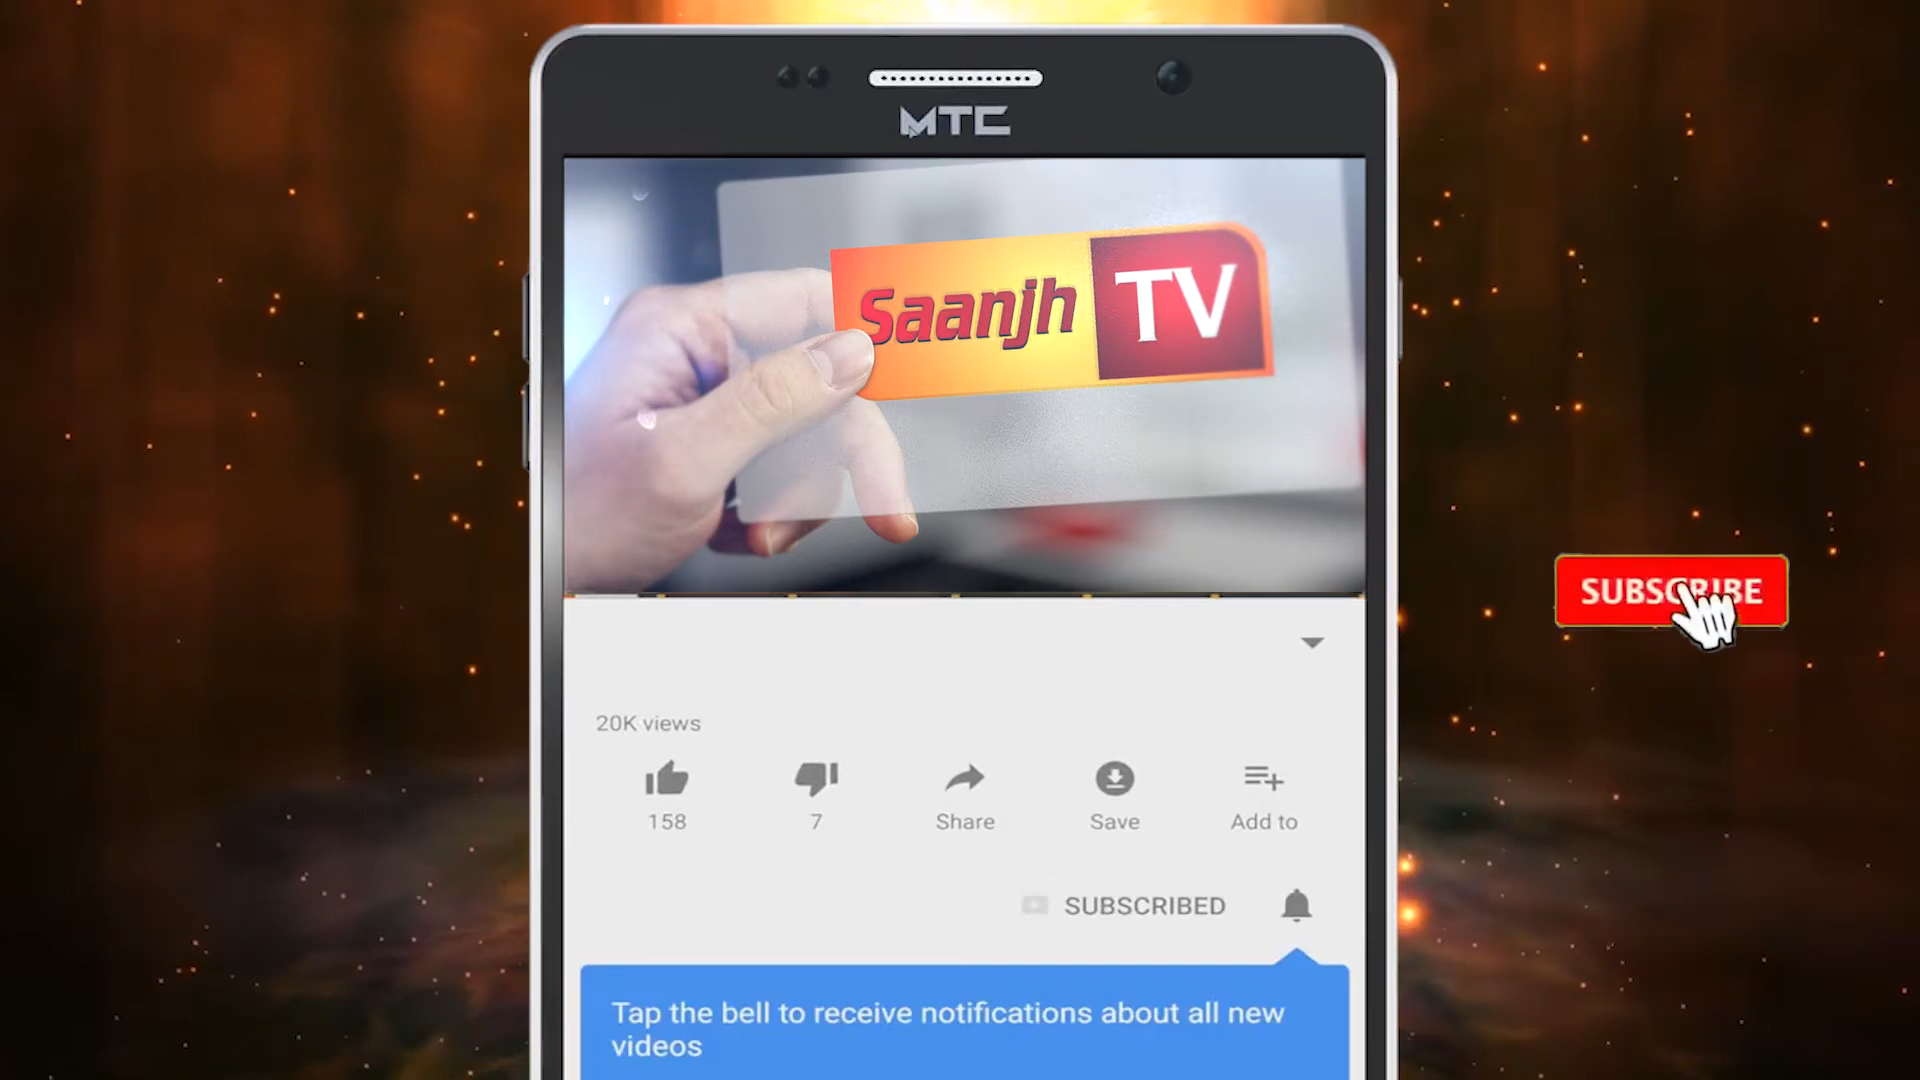 MTC
Saanjh TV
SUBSCRIBE
20K views
158
7
Share
Save
Add to
SUBSCRIBED
Tap the bell to receive notifications about all new
videos